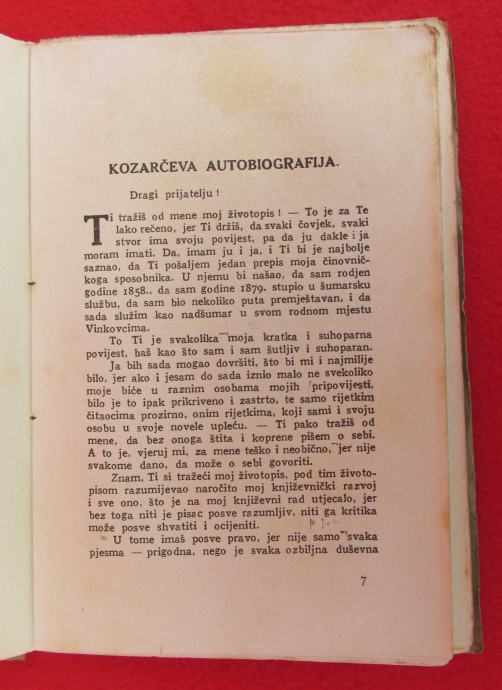 KOZARČEVA AUTOBIOGRAFIJA.
Dragi prijatelju !
Ti tražiš od mene moj životopis ! — To je za Te
lako rečeno, jer Ti držiš, da svaki čovjek, svaki
stvor ima svoju povijest, pa da ju dakle i ja
moram imati. Da, imam ju i ja, i Ti bi je najbolje
saznao, da Ti pošaljem jedan prepis moja činovnič-
koga sposobnika. U njemu bi našao, da sam rodjen
godine 1858., da sam godine 1879. stupio u šumarsku
službu, da sam bio nekoliko puta premještavan, i da
sada služim kao nadšumar u svom rodnom mjestu
Vinkovcima.
To Ti je svakolika moja kratka i suhoparna
povijest, baš kao što sam i sam šutljiv i suhoparan.
Ja bih sada mogao dovršiti, što bi mi i najmilije
bilo, jer ako i jesam do sada iznio malo ne svekoliko
moje biće u raznim osobama mojih pripovijesti,
bilo je to ipak prikriveno i zastrto, te samo rijetkim
čitaocima prozirno, onim rijetkima, koji sami i svoju
osobu u svoje novele upleću. — Ti pako tražiš od
mene, da bez onoga štita i koprene pišem o sebi.
A to je, vjeruj mi, za mene teško i neobično, jer nije
svakome dano, da može o sebi govoriti.
Znam, Ti si tražeći moj životopis, pod tim životo-
pisom razumijevao naročito moj književnički razvoj
i sve ono, što je na moj književni rad utjecalo, jer
bez toga niti je pisac posve razumljiv, niti ga kritika
može posve shvatiti i ocijeniti.
U tome imaš posve pravo, jer nije samo svaka
pjesma — prigodna, nego je svaka ozbiljna duševna
7